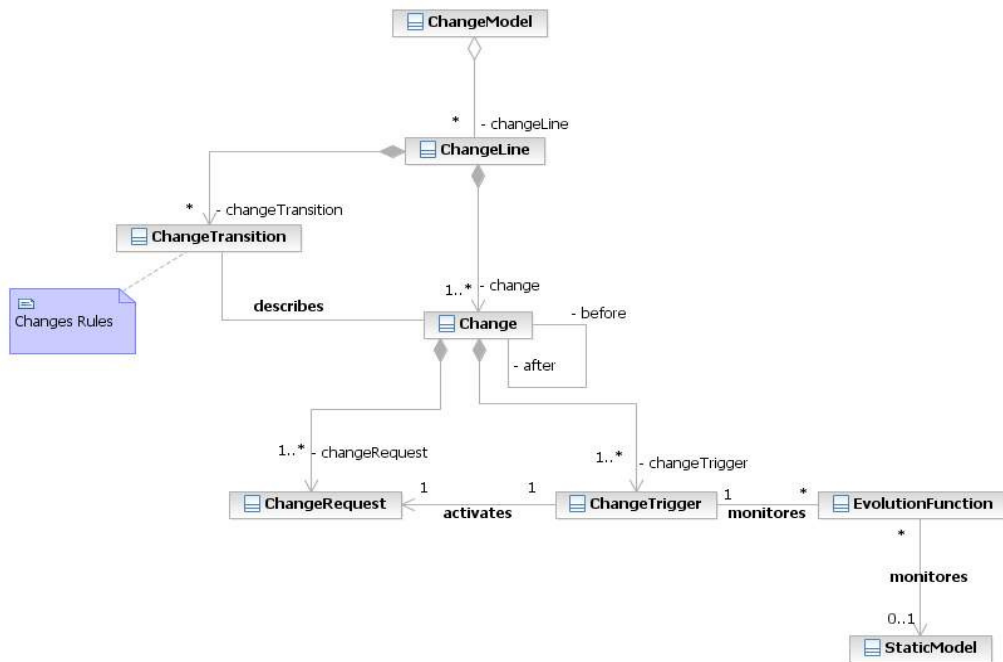 ChangeModel
* - changeLine
ChangeLine
* - changeTransition
ChangeTransition
Changes Rules
describes
1..* - change
Change
- before
- after
1..* - changeRequest
1..* - changeTrigger
ChangeRequest 1 activates 1 ChangeTrigger 1 monitores * EvolutionFunction
*
monitores
0..1
StaticModel